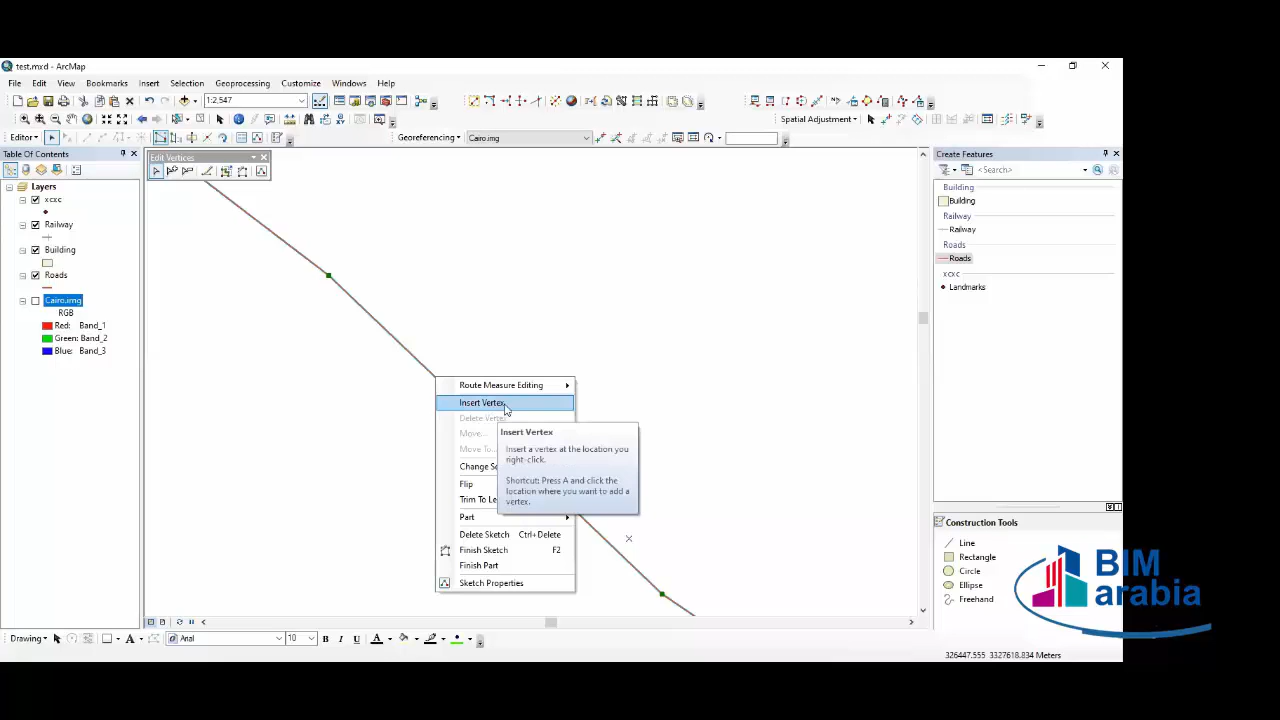 test.mxd - ArcMap
File Edit View Bookmarks Insert Selection Geoprocessing Customize Windows Help
1:2,547
Spatial Adjustment
Editor
Georeferencing Cairo.img
Table Of Contents
Edit Vertices
Create Features
<Search>
Layers
xcxc
Railway
Building
Roads
Cairo.img
RGB
Red: Band_1
Green: Band_2
Blue: Band_3
Building
Building
Railway
Railway
Roads
Roads
xcxc
Landmarks
Route Measure Editing
Insert Vertex
Delete Vertex
Move...
Move To...
Change Se
Flip
Trim To Le
Part
Delete Sketch Ctrl+Delete
Finish Sketch F2
Finish Part
Sketch Properties
Insert Vertex
Insert a vertex at the location you
right-click.
Shortcut: Press A and click the
location where you want to add a
vertex.
Construction Tools
Line
Rectangle
Circle
Ellipse
Freehand
BIM
arabia
Drawing
Arial
10
B I U A
326447.555 3327618.834 Meters